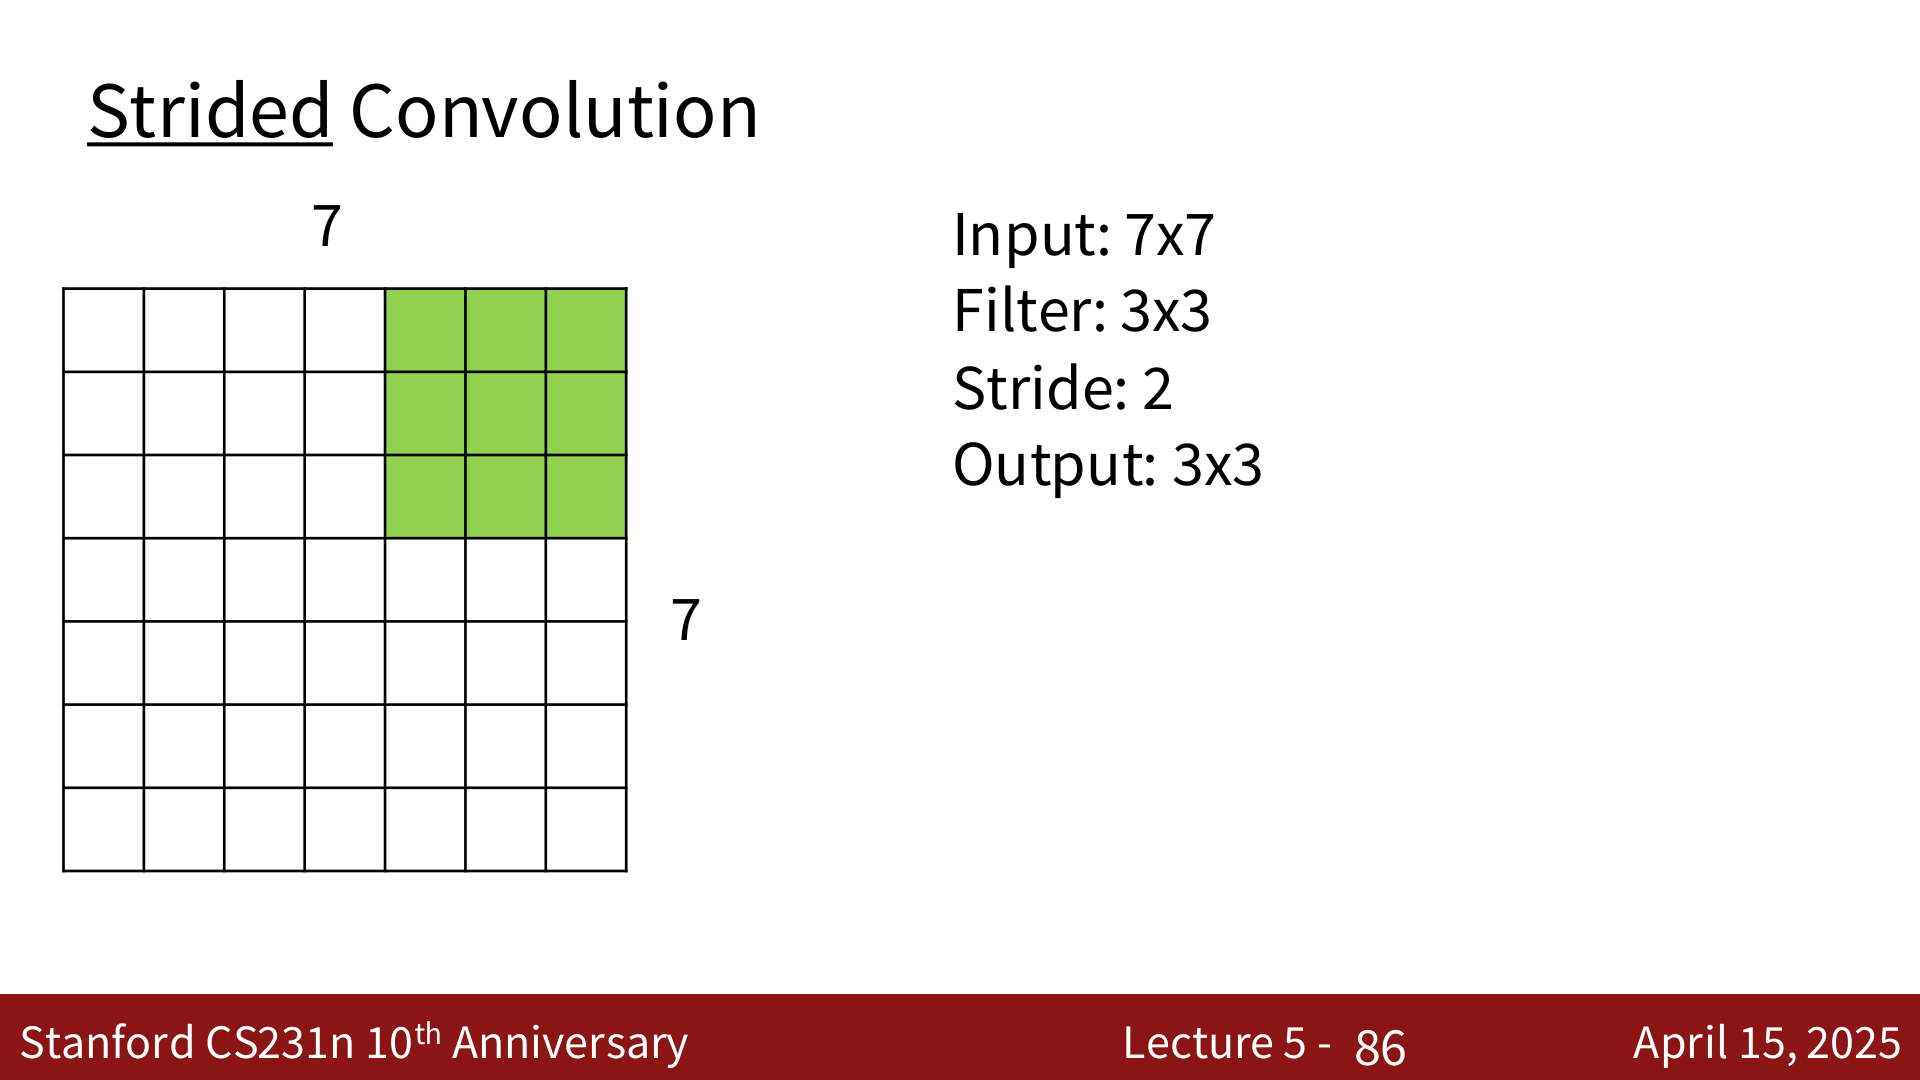 Strided Convolution
7
Input: 7x7
Filter: 3x3
Stride: 2
Output: 3x3
7
Stanford CS231n 10th Anniversary
Lecture 5 - 86
April 15, 2025